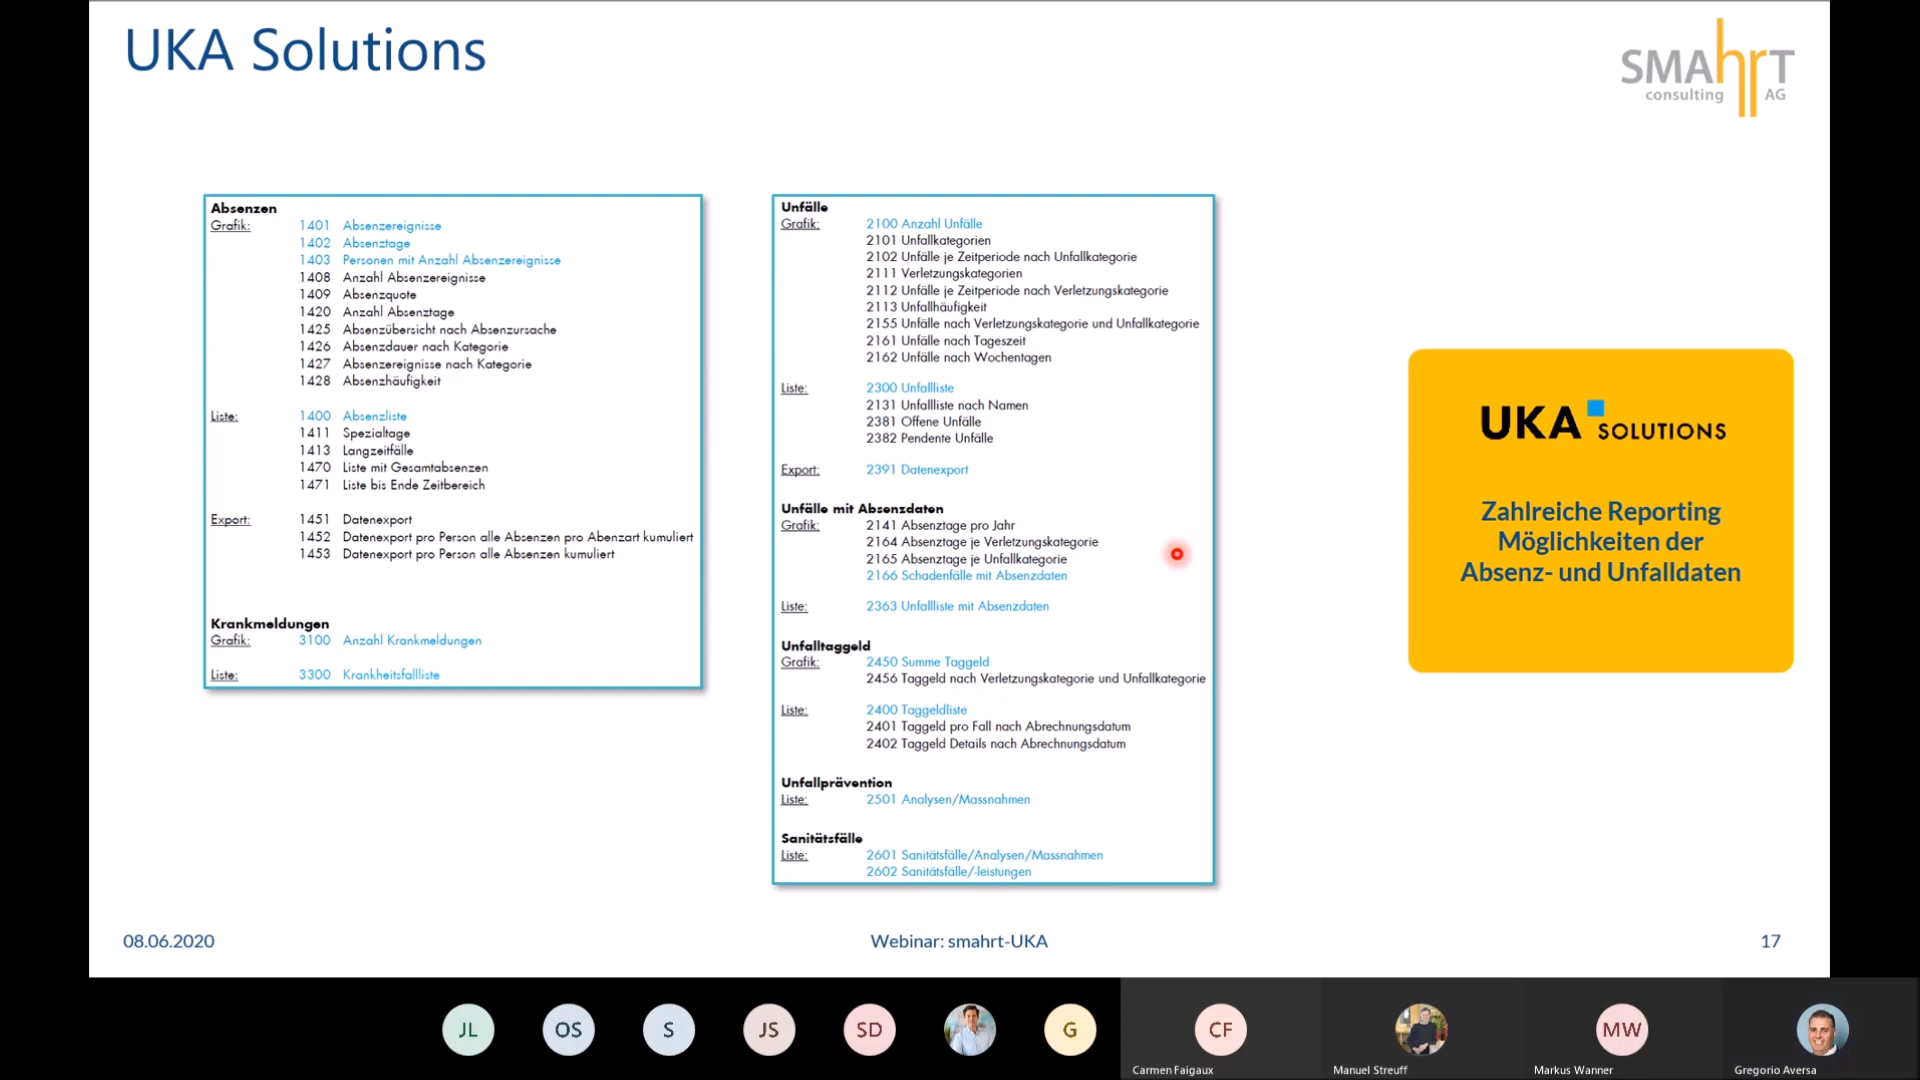 UKA Solutions
SMAhrT
consulting AG
Absenzen
Grafik: 1401 Absenzereignisse
1402 Absenztage
1403 Personen mit Anzahl Absenzereignisse
1408 Anzahl Absenzereignisse
1409 Absenzquote
1420 Anzahl Absenztage
1425 Absenzübersicht nach Absenzursache
1426 Absenzdauer nach Kategorie
1427 Absenzereignisse nach Kategorie
1428 Absenzhäufigkeit
Liste: 1400 Absenzliste
1411 Spezialtage
1413 Langzeitfälle
1470 Liste mit Gesamtabsenzen
1471 Liste bis Ende Zeitbereich
Export: 1451 Datenexport
1452 Datenexport pro Person alle Absenzen pro Abenzart kumuliert
1453 Datenexport pro Person alle Absenzen kumuliert
Krankmeldungen
Grafik: 3100 Anzahl Krankmeldungen
Liste: 3300 Krankheitsfallliste
Unfälle
Grafik: 2100 Anzahl Unfälle
2101 Unfallkategorien
2102 Unfälle je Zeitperiode nach Unfallkategorie
2111 Verletzungskategorien
2112 Unfälle je Zeitperiode nach Verletzungskategorie
2113 Unfallhäufigkeit
2155 Unfälle nach Verletzungskategorie und Unfallkategorie
2161 Unfälle nach Tageszeit
2162 Unfälle nach Wochentagen
Liste: 2300 Unfallliste
2131 Unfallliste nach Namen
2381 Offene Unfälle
2382 Pendente Unfälle
Export: 2391 Datenexport
Unfälle mit Absenzdaten
Grafik: 2141 Absenztage pro Jahr
2164 Absenztage je Verletzungskategorie
2165 Absenztage je Unfallkategorie
2166 Schadenfälle mit Absenzdaten
Liste: 2363 Unfallliste mit Absenzdaten
Unfalltaggeld
Grafik: 2450 Summe Taggeld
2456 Taggeld nach Verletzungskategorie und Unfallkategorie
Liste: 2400 Taggeldliste
2401 Taggeld pro Fall nach Abrechnungsdatum
2402 Taggeld Details nach Abrechnungsdatum
Unfallprävention
Liste: 2501 Analysen/Massnahmen
Sanitätsfälle
Liste: 2601 Sanitätsfälle/Analysen/Massnahmen
2602 Sanitätsfälle/-leistungen
UKA SOLUTIONS
Zahlreiche Reporting
Möglichkeiten der
Absenz- und Unfalldaten
08.06.2020
Webinar: smahrt-UKA
17
JL
OS
S
JS
SD
G
CF
MW
Carmen Faigaux
Manuel Streuff
Markus Wanner
Gregorio Aversa